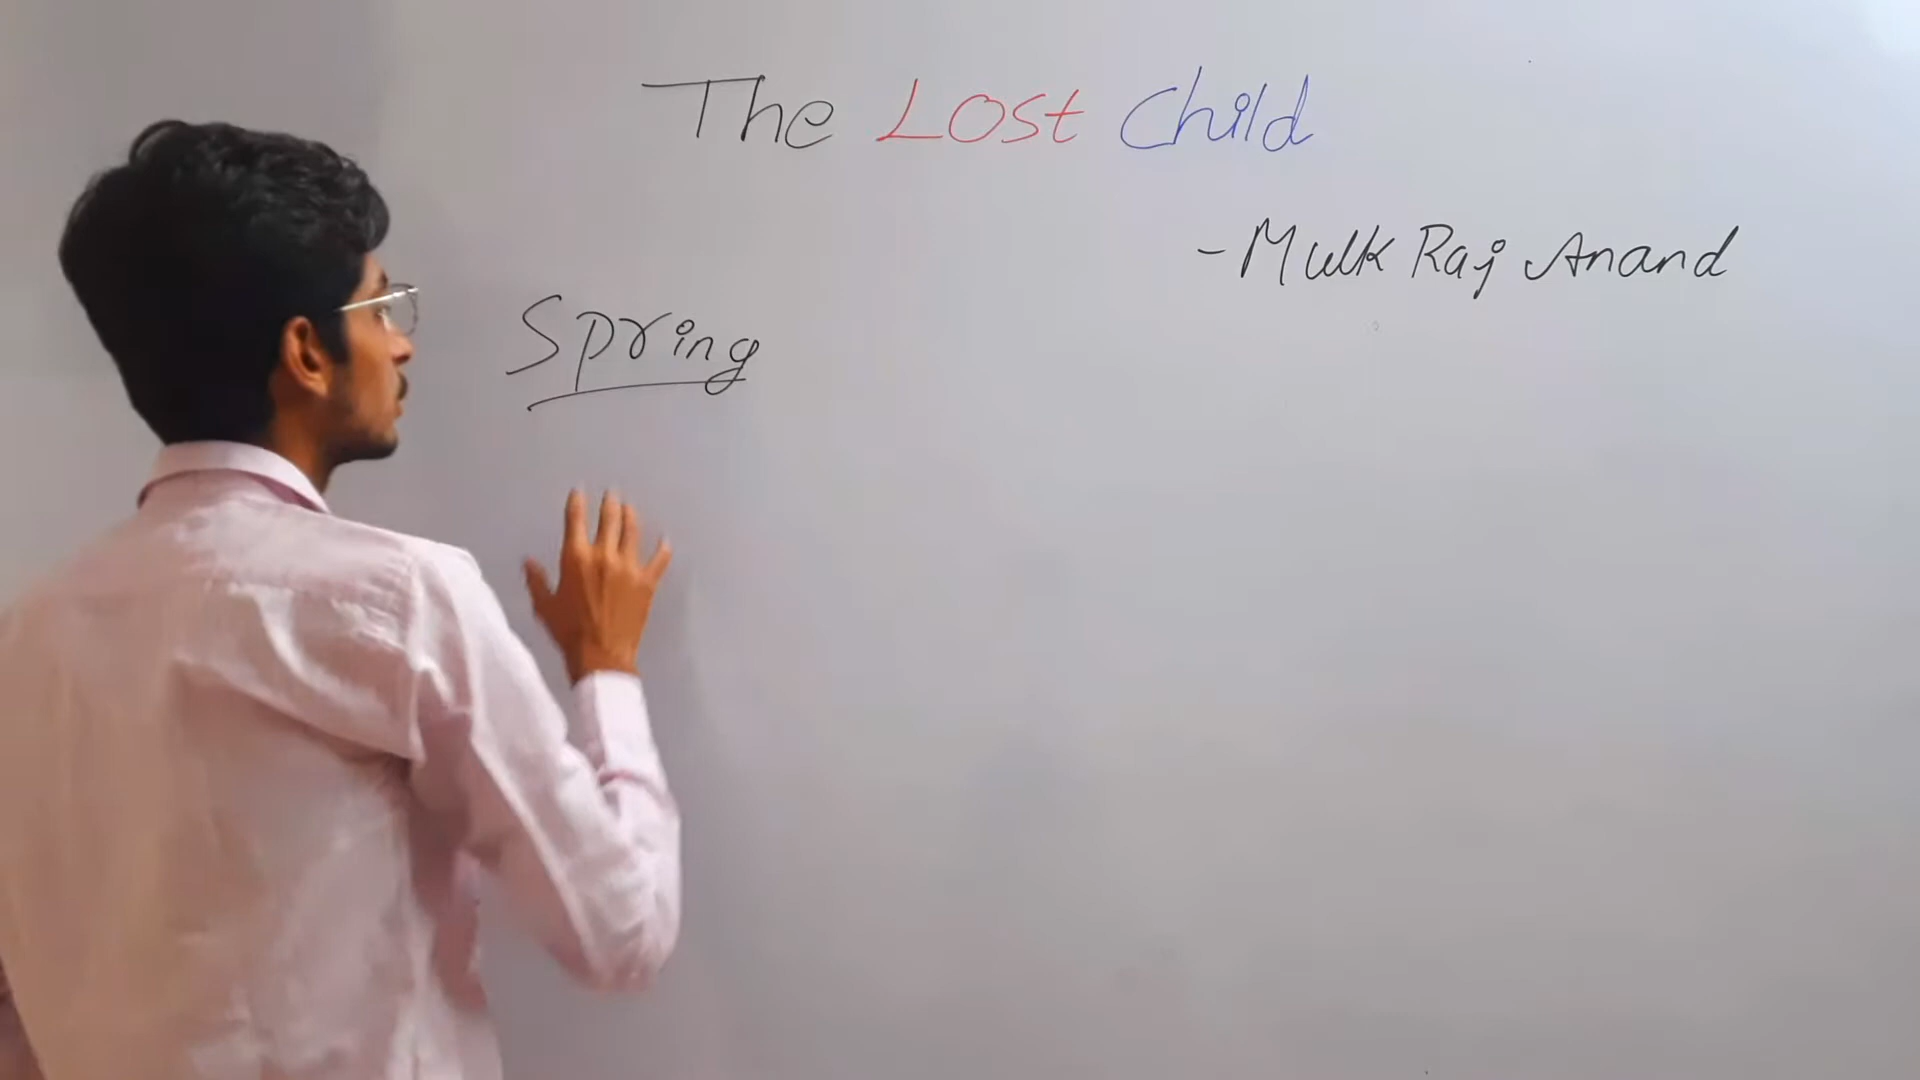 The Lost Child
- Mulk Raj Anand
Spring